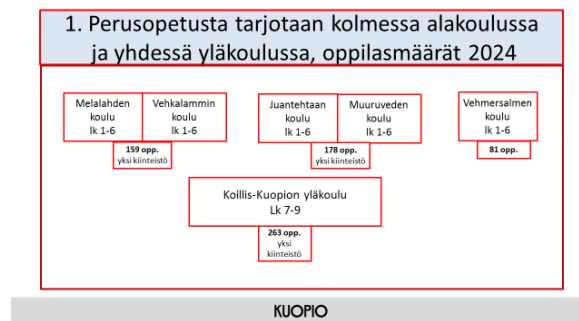 1. Perusopetusta tarjotaan kolmessa alakoulussa
ja yhdessä yläkoulussa, oppilasmäärät 2024
Melalahden
koulu
lk 1-6
Vehkalammin
koulu
lk 1-6
159 opp.
yksi kiinteistö
Juantehtaan
koulu
lk 1-6
Muuruveden
koulu
lk 1-6
178 opp.
yksi kiinteistö
Vehmersalmen
koulu
lk 1-6
81 opp.
Koillis-Kuopion yläkoulu
Lk 7-9
263 opp.
yksi
kiinteistö
KUOPIO